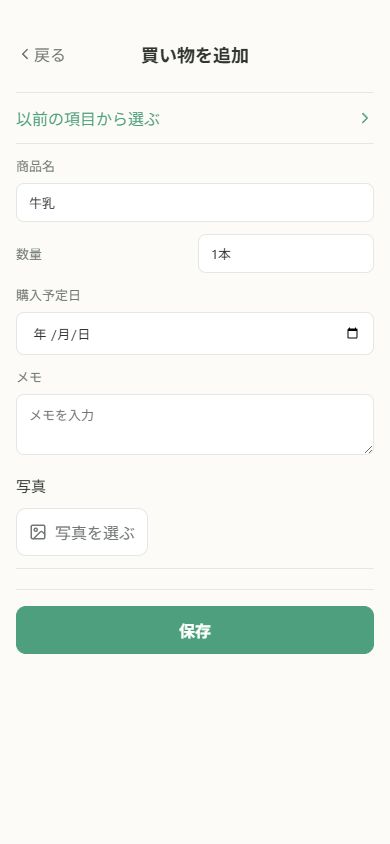 戻る
買い物を追加
以前の項目から選ぶ
商品名
牛乳
数量
1本
購入予定日
年 /月/日
メモ
メモを入力
写真
写真を選ぶ
保存